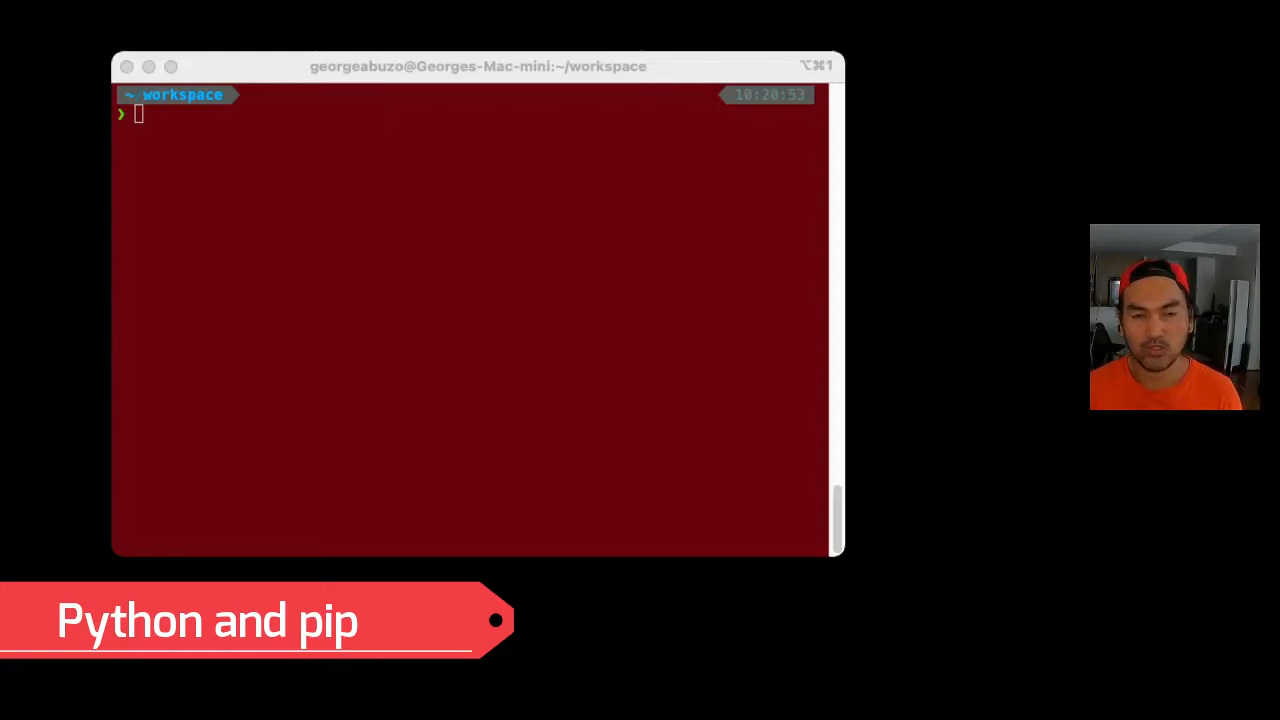 georgeabuzo@Georges-Mac-mini:~/workspace ⌥⌘1
~ workspace 10:20:53
❯
Python and pip